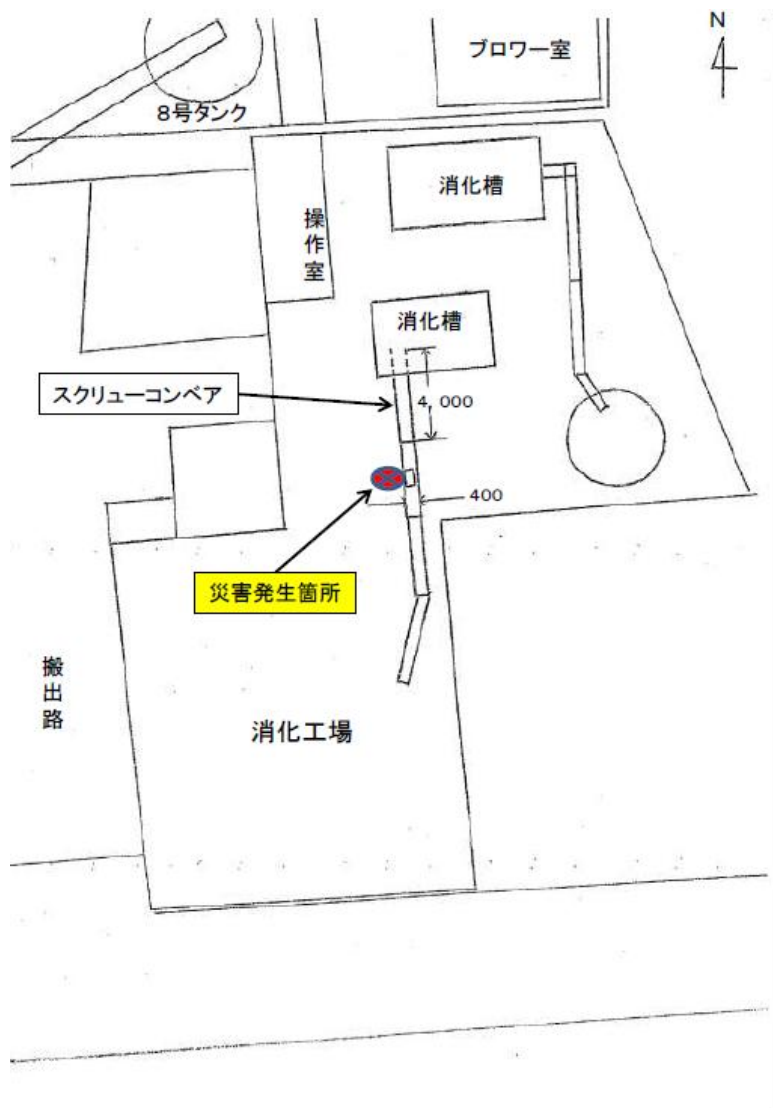 N
ブロワー室
8号タンク
消化槽
操作室
消化槽
スクリューコンベア
4,000
400
災害発生箇所
搬出路
消化工場